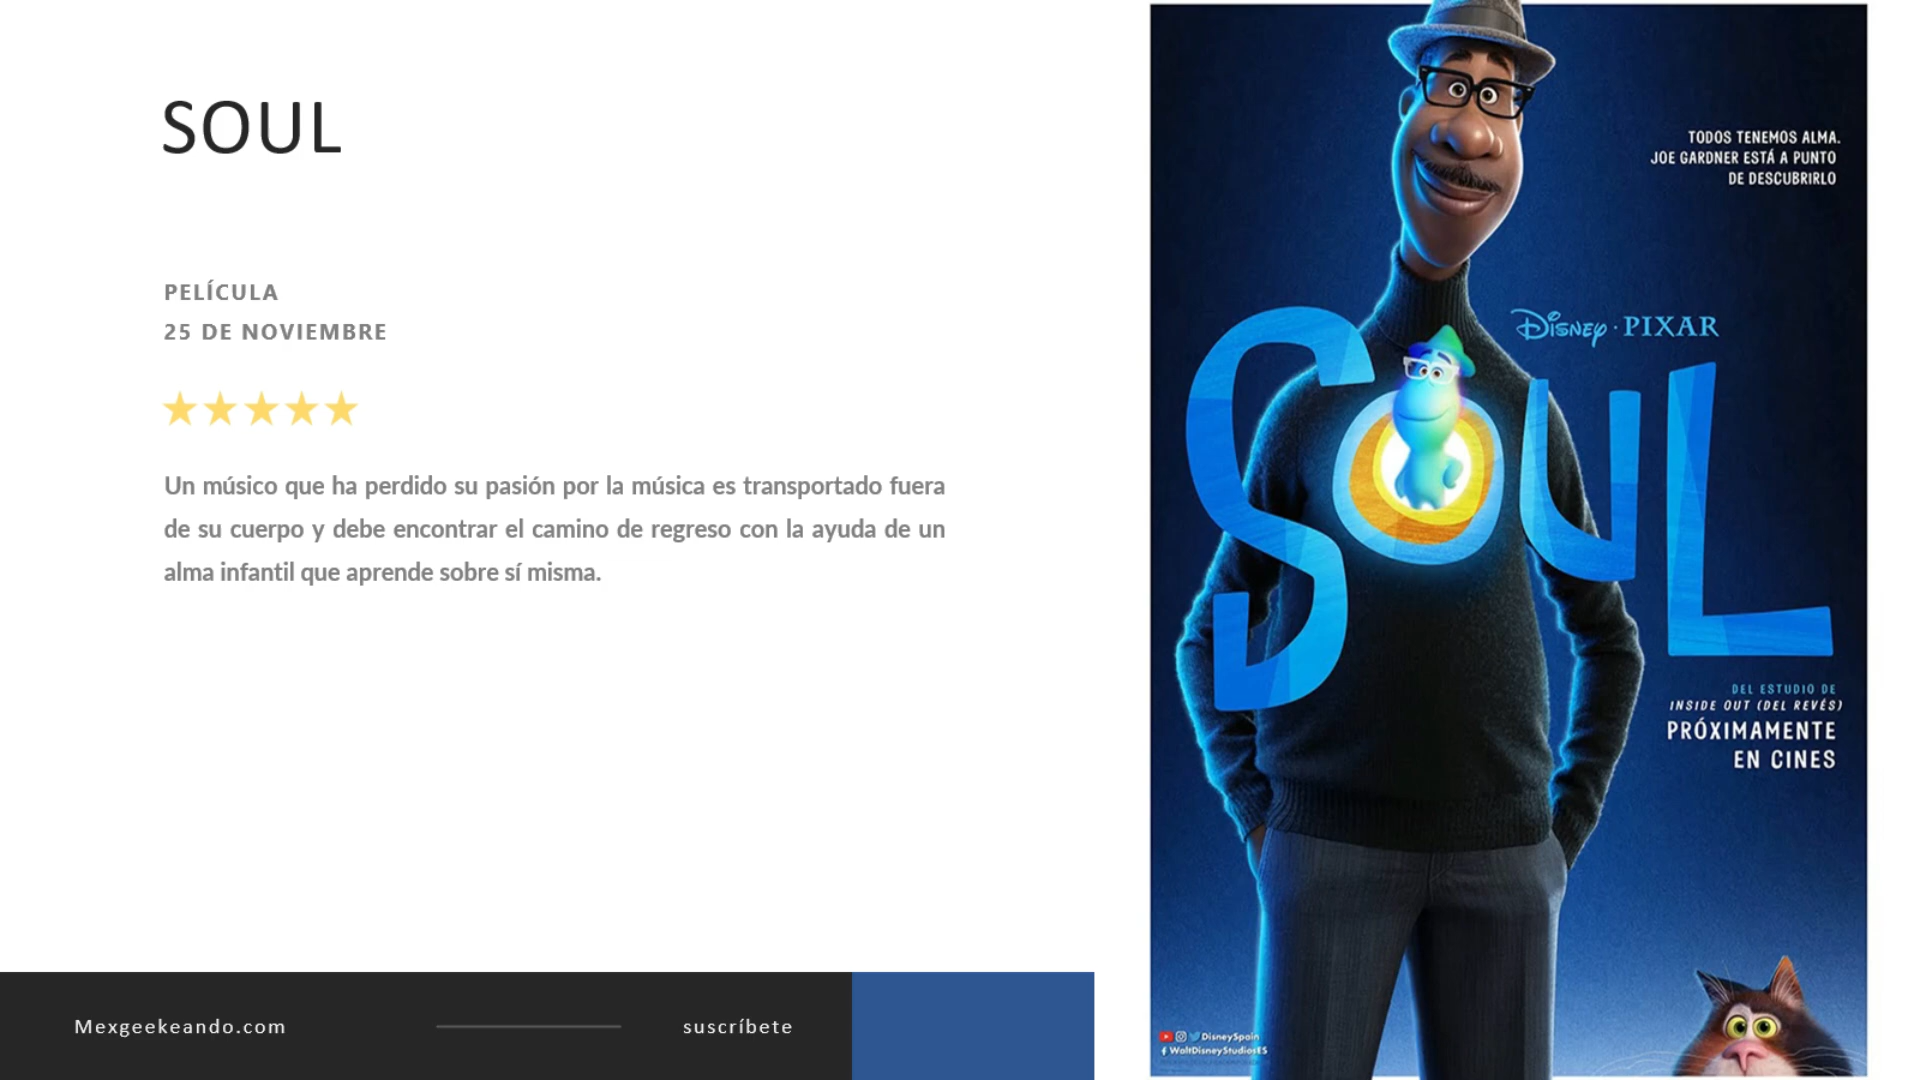 SOUL
PELÍCULA
25 DE NOVIEMBRE
Un músico que ha perdido su pasión por la música es transportado fuera
de su cuerpo y debe encontrar el camino de regreso con la ayuda de un
alma infantil que aprende sobre sí misma.
Mexgeekeando.com
suscríbete
TODOS TENEMOS ALMA.
JOE GARDNER ESTÁ A PUNTO
DE DESCUBRIRLO
Disney · PIXAR
SOUL
DEL ESTUDIO DE
INSIDE OUT (DEL REVÉS)
PRÓXIMAMENTE
EN CINES
DisneySpain
WaltDisneyStudiosES